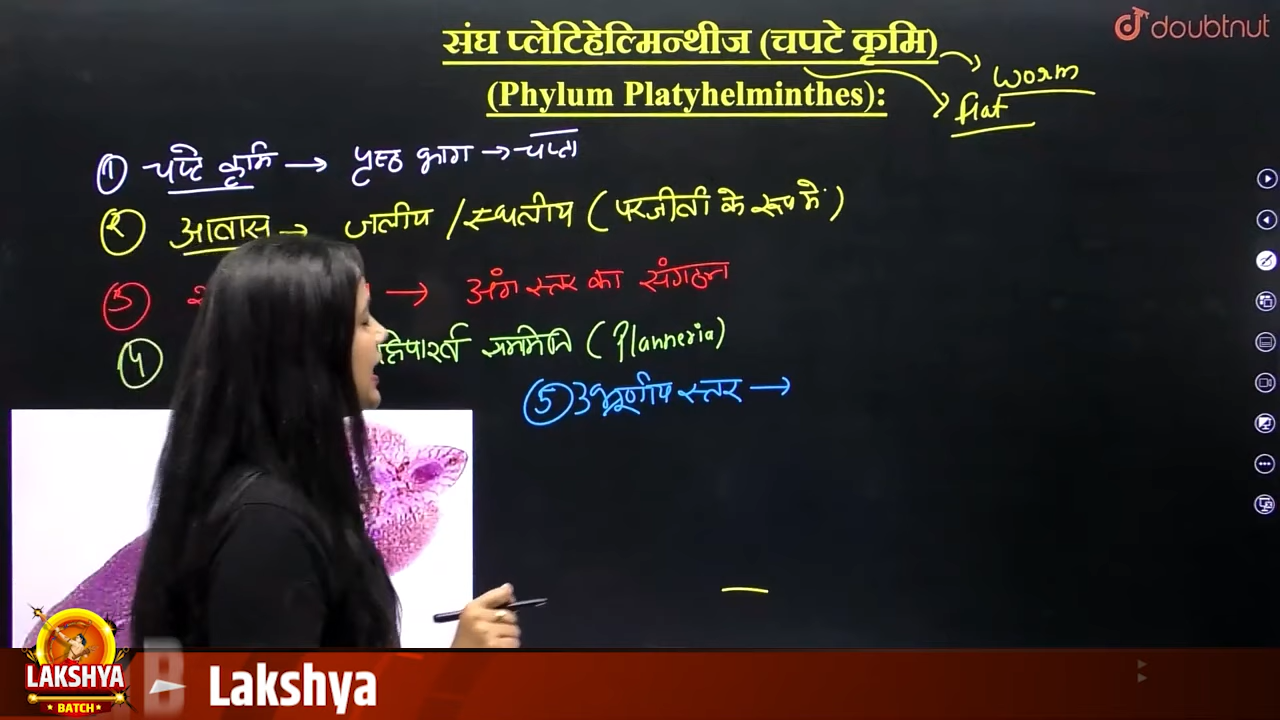 doubtnut
संघ प्लेटिहेल्मिन्थीज (चपटे कृमि)
(Phylum Platyhelminthes):
worm
flat
① चपटे कृमि → पृष्ठ भाग → चपटा
② आवास → जलीय / स्थलीय (परजीवी के रूप में)
③ → अंग स्तर का संगठन
④ सममिति (Planneria)
⑤ भ्रूणीय स्तर →
LAKSHYA
BATCH
Lakshya